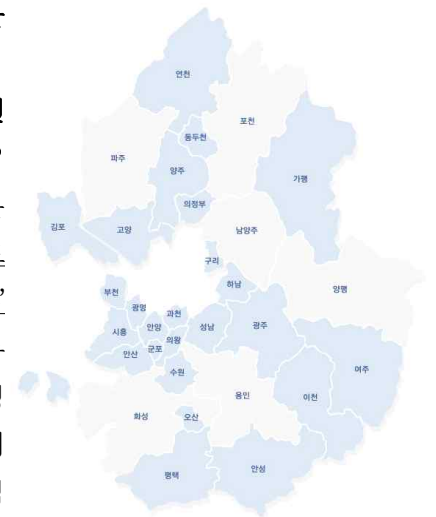 연천
포천
동두천
파주
양주
가평
의정부
김포
고양
남양주
구리
하남
양평
부천
광명
과천
시흥
안양
성남
광주
의왕
군포
안산
수원
여주
용인
이천
화성
오산
평택
안성